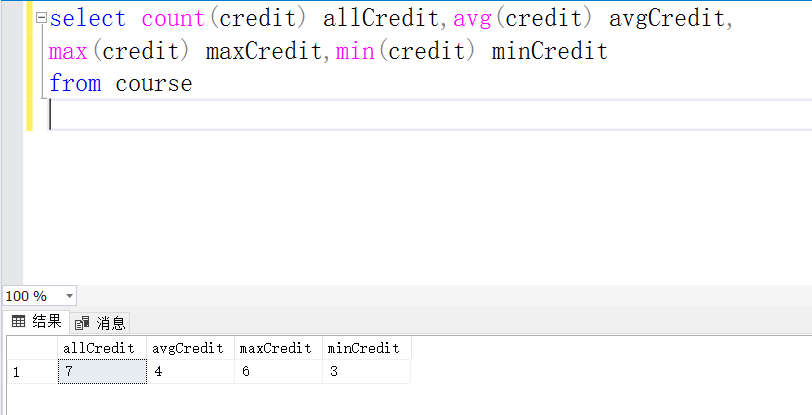 select count(credit) allCredit,avg(credit) avgCredit,
max(credit) maxCredit,min(credit) minCredit
from course
100 %
结果 消息
allCredit avgCredit maxCredit minCredit
1 7 4 6 3